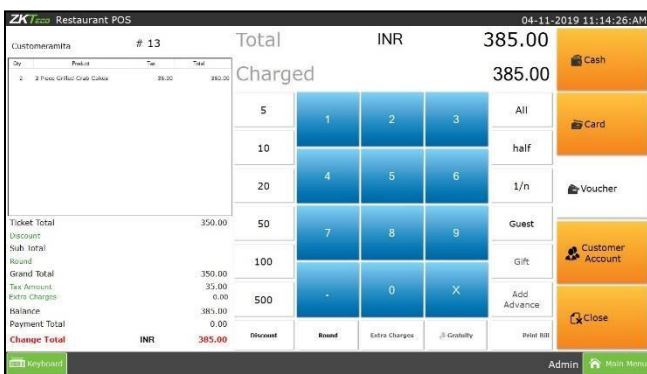 ZKTeco Restaurant POS 04-11-2019 11:14:26:AM
Customeramita # 13
Qty Product Tax Total
2 2 Piece Grilled Crab Cakes 35.00 350.00
Ticket Total 350.00
Discount
Sub Total
Round
Grand Total 350.00
Tax Amount 35.00
Extra Charges 0.00
Balance 385.00
Payment Total 0.00
Change Total INR 385.00
Total INR 385.00
Charged 385.00
5 1 2 3 All
10 half
20 4 5 6 1/n
50 7 8 9 Guest
100 Gift
500 . 0 X Add Advance
Discount Round Extra Charges Gratuity Print Bill
Cash
Card
Voucher
Customer
Account
Close
Keyboard Admin Main Menu